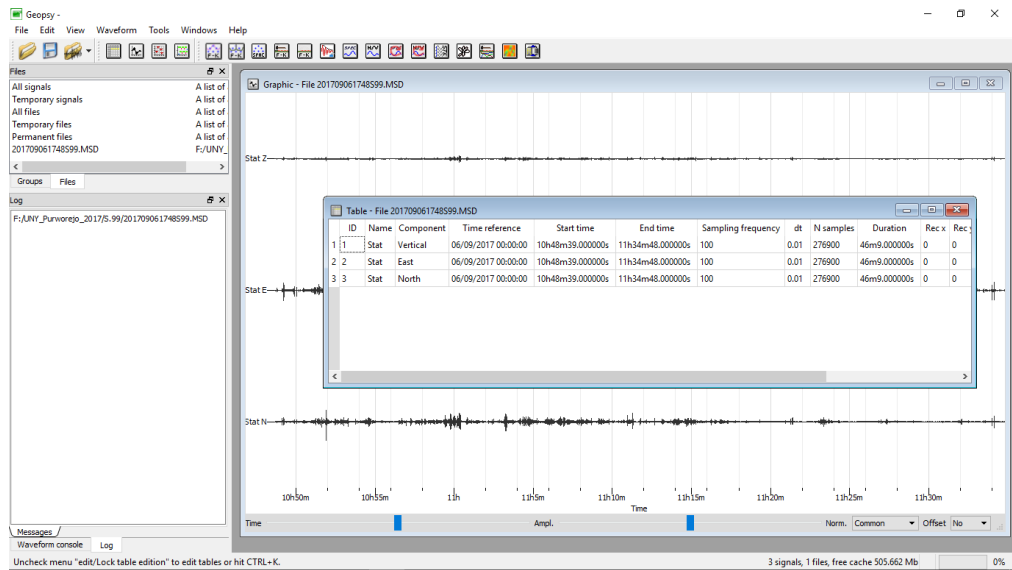 Geopsy -
File Edit View Waveform Tools Windows Help
Files
All signals A list of
Temporary signals A list of
All files A list of
Temporary files A list of
Permanent files A list of
201709061748S99.MSD F:/UNY_
Groups Files
Log
F:/UNY_Purworejo_2017/S.99/201709061748S99.MSD
Messages
Waveform console Log
Graphic - File 201709061748S99.MSD
Stat Z
Stat E
Stat N
Table - File 201709061748S99.MSD
ID Name Component Time reference Start time End time Sampling frequency dt N samples Duration Rec x Rec y
1 1 Stat Vertical 06/09/2017 00:00:00 10h48m39.000000s 11h34m48.000000s 100 0.01 276900 46m9.000000s 0 0
2 2 Stat East 06/09/2017 00:00:00 10h48m39.000000s 11h34m48.000000s 100 0.01 276900 46m9.000000s 0 0
3 3 Stat North 06/09/2017 00:00:00 10h48m39.000000s 11h34m48.000000s 100 0.01 276900 46m9.000000s 0 0
10h50m 10h55m 11h 11h5m 11h10m 11h15m 11h20m 11h25m 11h30m
Time
Time Ampl. Norm. Common Offset No
Uncheck menu "edit/Lock table edition" to edit tables or hit CTRL+K. 3 signals, 1 files, free cache 505.662 Mb 0%